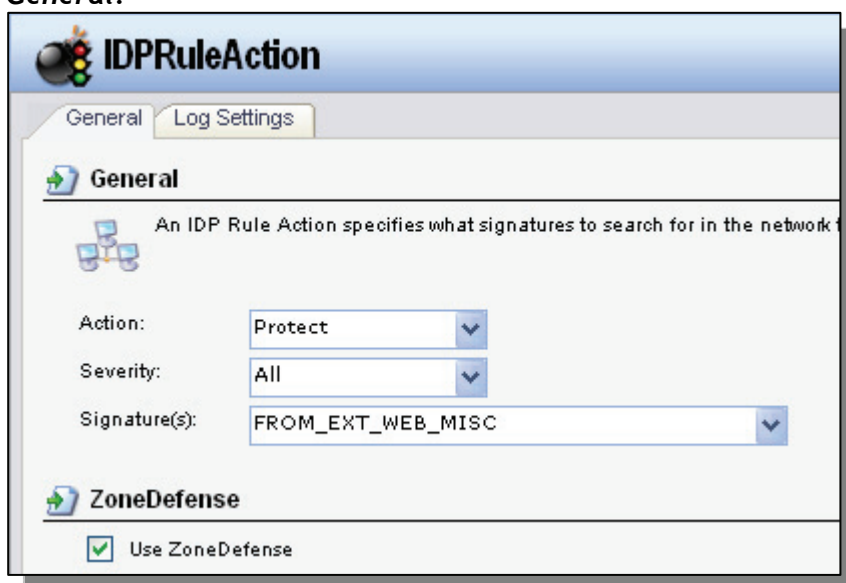 General:
IDPRuleAction
General Log Settings
General
An IDP Rule Action specifies what signatures to search for in the network
Action: Protect
Severity: All
Signature(s): FROM_EXT_WEB_MISC
ZoneDefense
Use ZoneDefense